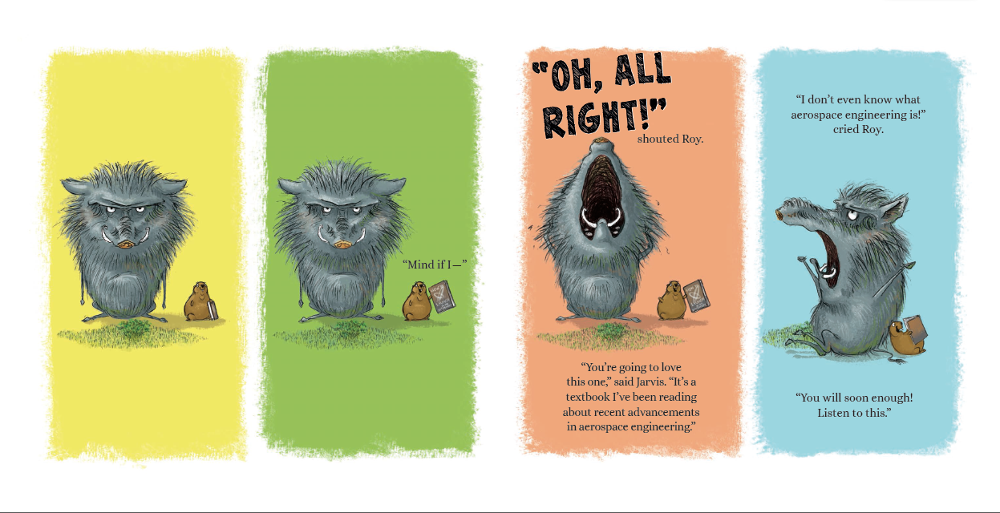 “Mind if I—”
“OH, ALL
RIGHT!”
shouted Roy.
“You’re going to love
this one,” said Jarvis. “It’s a
textbook I’ve been reading
about recent advancements
in aerospace engineering.”
“I don’t even know what
aerospace engineering is!”
cried Roy.
“You will soon enough!
Listen to this.”